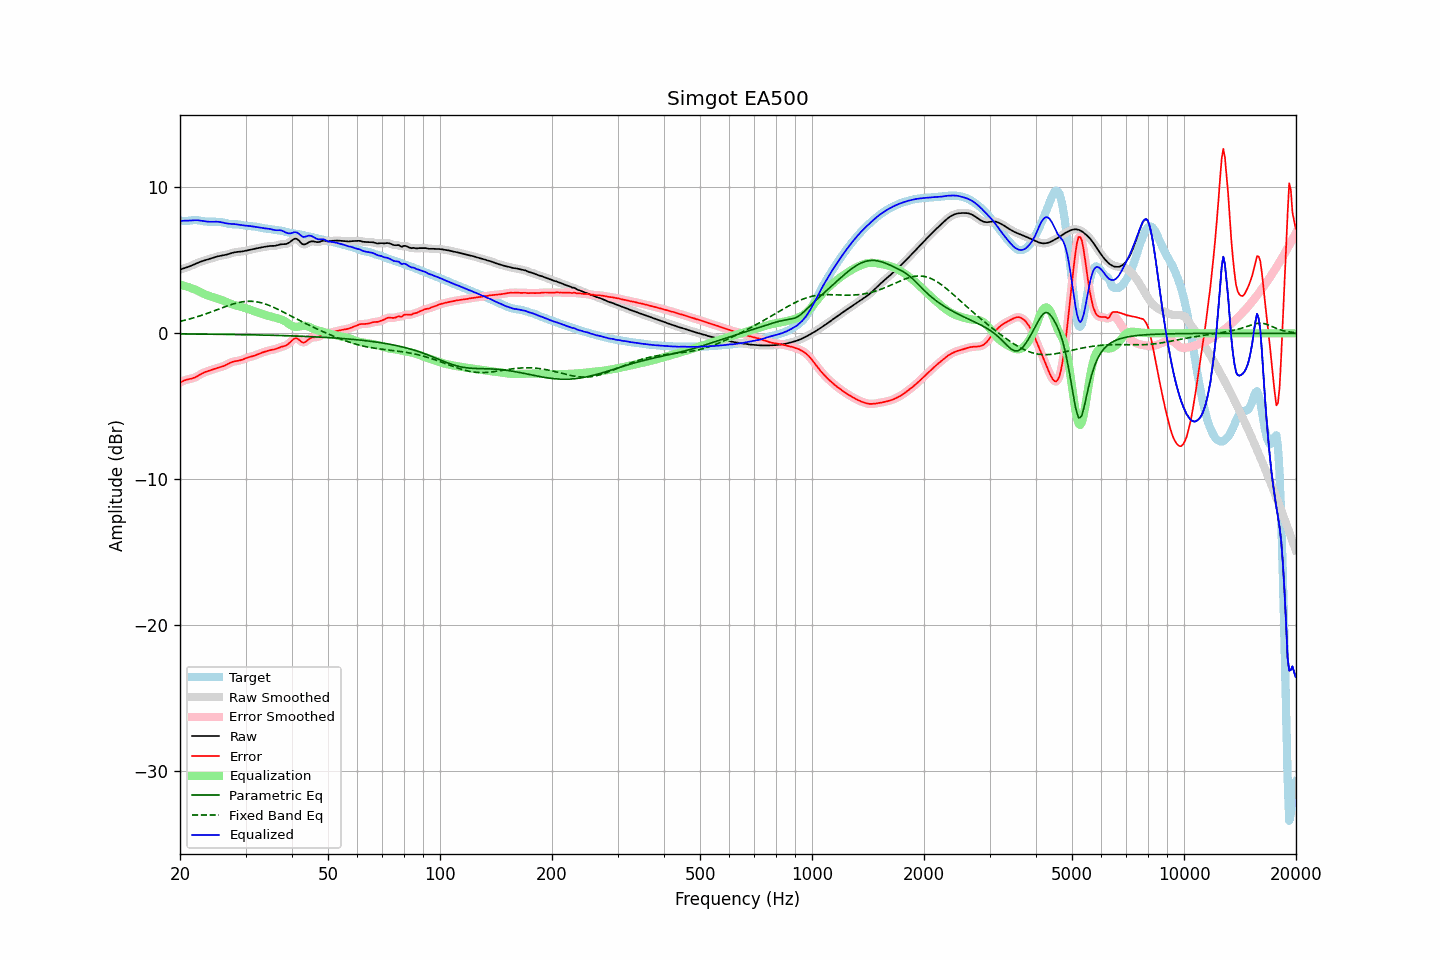 Simgot EA500
Amplitude (dBr)
10
0
−10
−20
−30
Target
Raw Smoothed
Error Smoothed
Raw
Error
Equalization
Parametric Eq
Fixed Band Eq
Equalized
20 50 100 200 500 1000 2000 5000 10000 20000
Frequency (Hz)